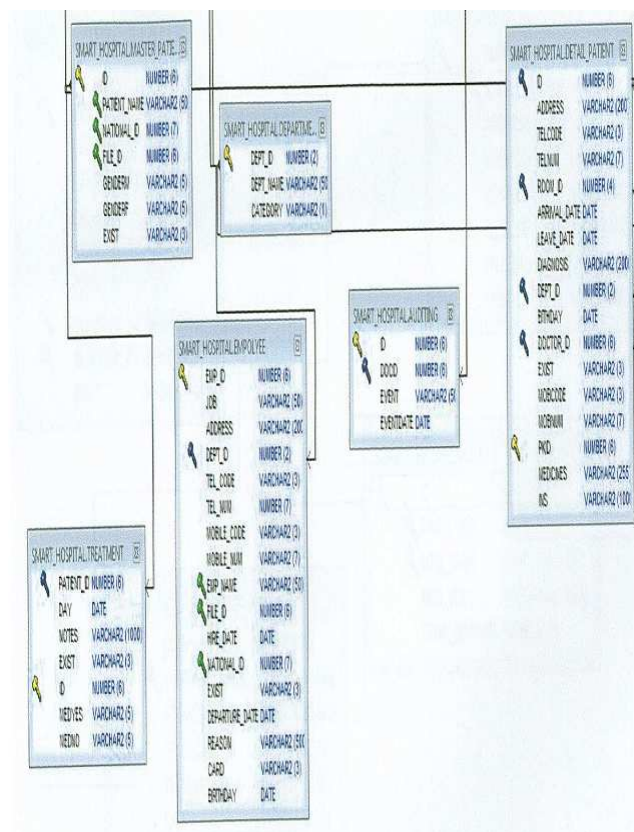 SMART_HOSPITAL.MASTER_PATIE...
ID NUMBER (6)
PATIENT_NAME VARCHAR2 (50
NATIONAL_ID NUMBER (7)
FILE_ID NUMBER (6)
GENDERM VARCHAR2 (5)
GENDERF VARCHAR2 (5)
EXIST VARCHAR2 (3)
SMART_HOSPITAL.DEPARTME...
DEPT_ID NUMBER (2)
DEPT_NAME VARCHAR2 (50
CATEGORY VARCHAR2 (1)
SMART_HOSPITAL.DETAIL_PATIENT
ID NUMBER (6)
ADDRESS VARCHAR2 (200
TELCODE VARCHAR2 (3)
TELNUM VARCHAR2 (7)
ROOM_ID NUMBER (4)
ARRIVAL_DATE DATE
LEAVE_DATE DATE
DIAGNOSIS VARCHAR2 (200
DEPT_ID NUMBER (2)
BITHDAY DATE
DOCTOR_ID NUMBER (6)
EXIST VARCHAR2 (3)
MOBCODE VARCHAR2 (3)
MOBNUM VARCHAR2 (7)
PKID NUMBER (6)
MEDICINES VARCHAR2 (255
INS VARCHAR2 (100
SMART_HOSPITAL.AUDITING
ID NUMBER (6)
DOCID NUMBER (6)
EVENT VARCHAR2 (50
EVENTDATE DATE
SMART_HOSPITAL.EMPOLYEE
EMP_ID NUMBER (6)
JOB VARCHAR2 (50)
ADDRESS VARCHAR2 (200
DEPT_ID NUMBER (2)
TEL_CODE VARCHAR2 (3)
TEL_NUM NUMBER (7)
MOBILE_CODE VARCHAR2 (3)
MOBILE_NUM VARCHAR2 (7)
EMP_NAME VARCHAR2 (50)
FILE_ID NUMBER (6)
HIRE_DATE DATE
NATIONAL_ID NUMBER (7)
EXIST VARCHAR2 (3)
DEPARTURE_DATE DATE
REASON VARCHAR2 (500
CARD VARCHAR2 (3)
BIRTHDAY DATE
SMART_HOSPITAL.TREATMENT
PATIENT_ID NUMBER (6)
DAY DATE
NOTES VARCHAR2 (1000)
EXIST VARCHAR2 (3)
ID NUMBER (6)
MEDYES VARCHAR2 (5)
MEDNO VARCHAR2 (5)